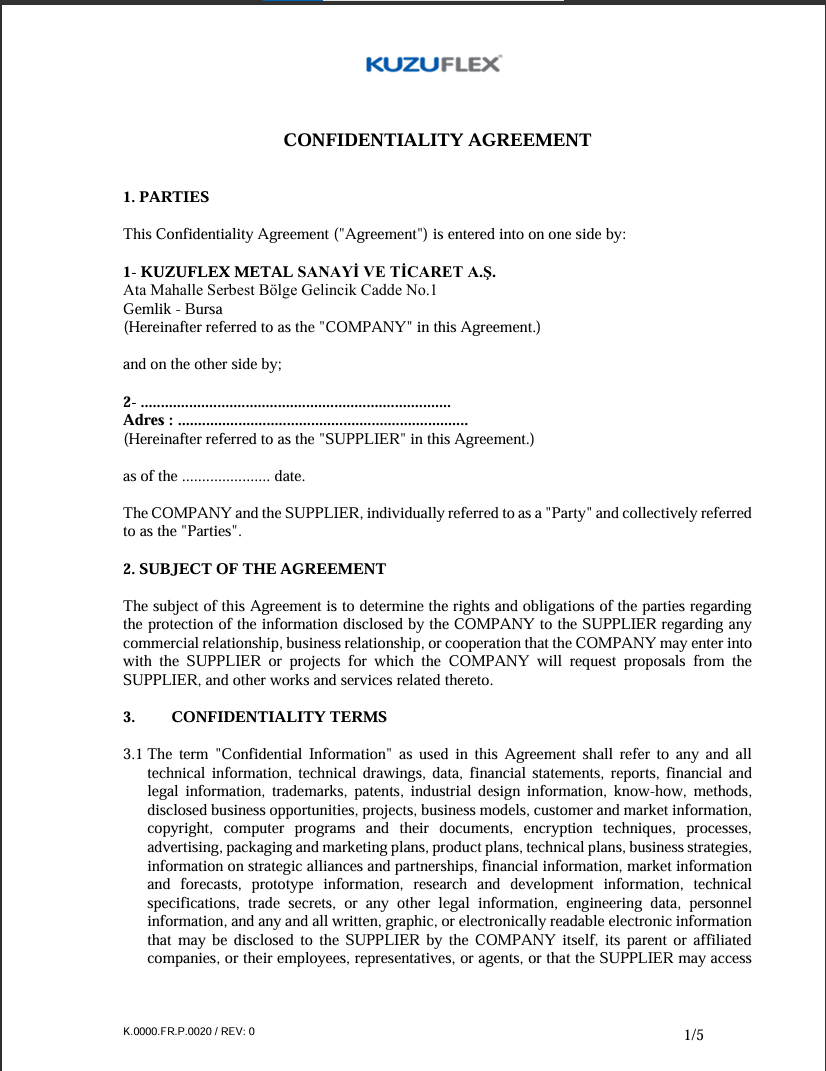 KUZUFLEX
CONFIDENTIALITY AGREEMENT
1. PARTIES
This Confidentiality Agreement ("Agreement") is entered into on one side by:
1- KUZUFLEX METAL SANAYİ VE TİCARET A.Ş.
Ata Mahalle Serbest Bölge Gelincik Cadde No.1
Gemlik - Bursa
(Hereinafter referred to as the "COMPANY" in this Agreement.)
and on the other side by;
2- .............................................................................
Adres : ........................................................................
(Hereinafter referred to as the "SUPPLIER" in this Agreement.)
as of the ...................... date.
The COMPANY and the SUPPLIER, individually referred to as a "Party" and collectively referred
to as the "Parties".
2. SUBJECT OF THE AGREEMENT
The subject of this Agreement is to determine the rights and obligations of the parties regarding
the protection of the information disclosed by the COMPANY to the SUPPLIER regarding any
commercial relationship, business relationship, or cooperation that the COMPANY may enter into
with the SUPPLIER or projects for which the COMPANY will request proposals from the
SUPPLIER, and other works and services related thereto.
3. CONFIDENTIALITY TERMS
3.1 The term "Confidential Information" as used in this Agreement shall refer to any and all
technical information, technical drawings, data, financial statements, reports, financial and
legal information, trademarks, patents, industrial design information, know-how, methods,
disclosed business opportunities, projects, business models, customer and market information,
copyright, computer programs and their documents, encryption techniques, processes,
advertising, packaging and marketing plans, product plans, technical plans, business strategies,
information on strategic alliances and partnerships, financial information, market information
and forecasts, prototype information, research and development information, technical
specifications, trade secrets, or any other legal information, engineering data, personnel
information, and any and all written, graphic, or electronically readable electronic information
that may be disclosed to the SUPPLIER by the COMPANY itself, its parent or affiliated
companies, or their employees, representatives, or agents, or that the SUPPLIER may access
K.0000.FR.P.0020 / REV: 0
1/5